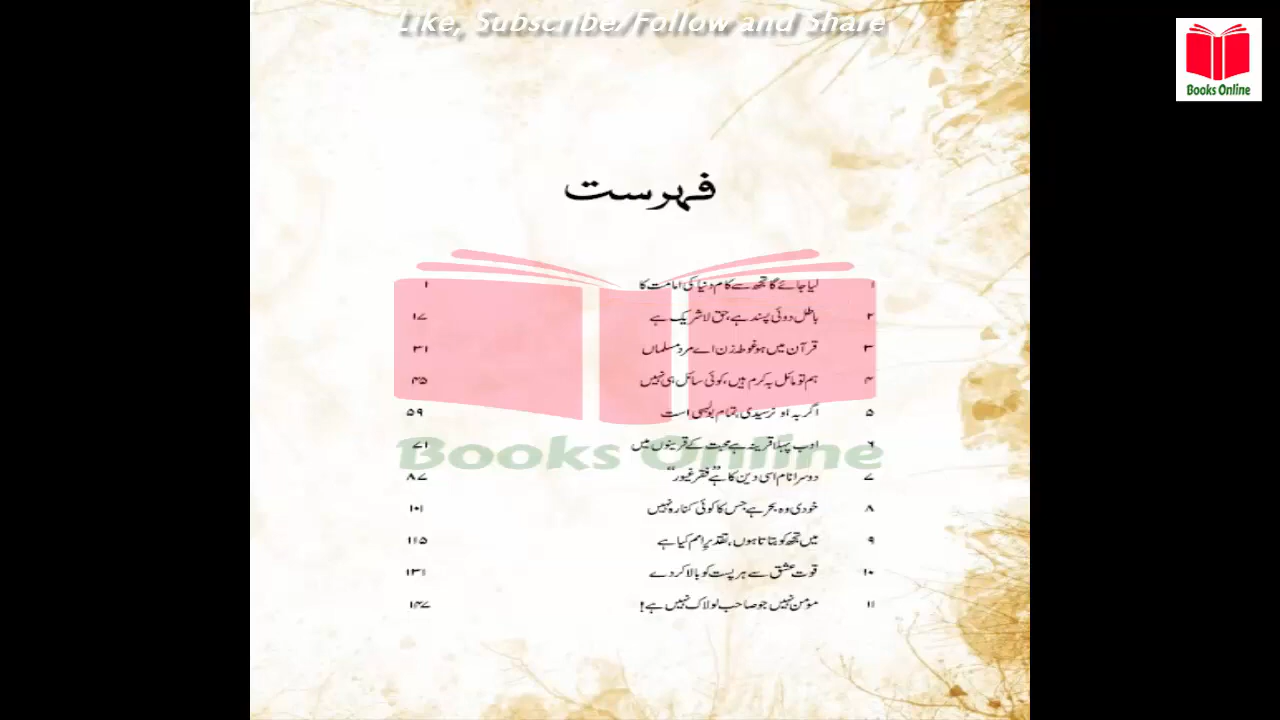 Like, Subscribe/Follow and Share
Books Online
فہرست
۱ لیا جائے گا تجھ سے کام دنیا کی امامت کا ۱
۲ باطل دوئی پسند ہے، حق لا شریک ہے ۱۷
۳ قرآن میں ہو غوطہ زن اے مرد مسلماں ۳۱
۴ ہم تو مائل بہ کرم ہیں، کوئی سائل ہی نہیں ۴۵
۵ اگر بہ او نرسیدی، تمام بولہبی است ۵۹
۶ ادب پہلا قرینہ ہے محبت کے قرینوں میں ۷۱
۷ دوسرا نام اسی دین کا ہے ”فقر غیور“ ۸۷
۸ خودی وہ بحر ہے جس کا کوئی کنارہ نہیں ۱۰۱
۹ میں تجھ کو بتاتا ہوں، تقدیرِ امم کیا ہے ۱۱۵
۱۰ قوت عشق سے ہر پست کو بالا کر دے ۱۳۱
۱۱ مؤمن نہیں جو صاحب لولاک نہیں ہے! ۱۴۷
Books Online